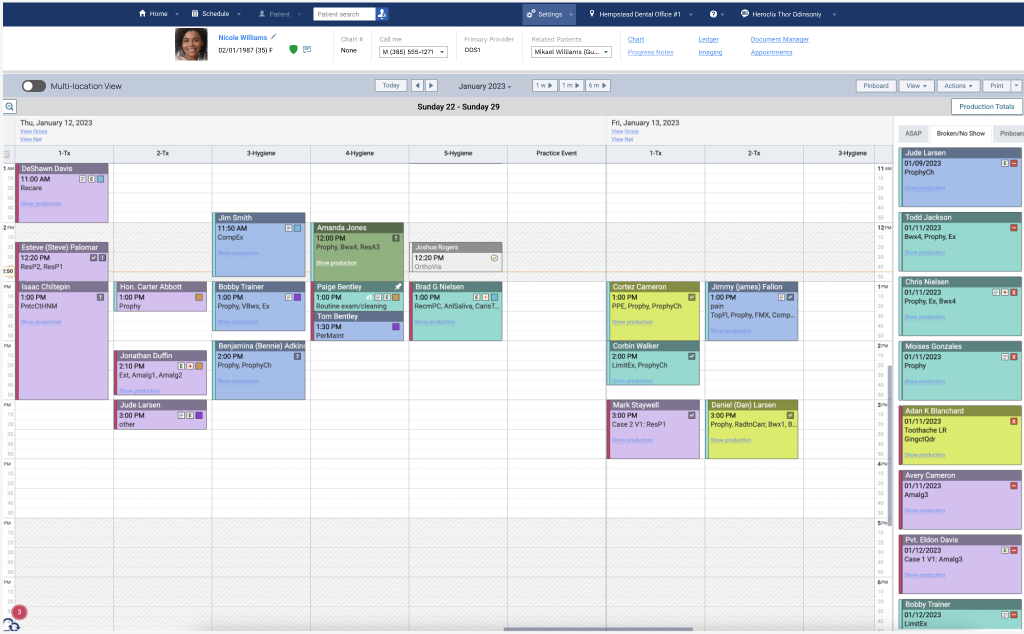 Home
Schedule
Patient
Patient search
Settings
Hempstead Dental Office #1
?
Heroclix Thor Odinsoniy
Nicole Williams
02/01/1987 (35) F
Chart #
None
Call me
M (385) 555-1271
Primary Provider
DDS1
Related Patients
Mikael Williams (Gu...
Chart
Progress Notes
Ledger
Imaging
Document Manager
Appointments
Multi-location View
Today
January 2023
1 w
1 m
6 m
Pinboard
View
Actions
Print
Sunday 22 - Sunday 29
Production Totals
Thu, January 12, 2023
View Gross
View Net
Fri, January 13, 2023
View Gross
View Net
1-Tx
2-Tx
3-Hygiene
4-Hygiene
5-Hygiene
Practice Event
1-Tx
2-Tx
3-Hygiene
DeShawn Davis
11:00 AM
Recare
Show production
Esteve (Steve) Palomar
12:20 PM
ResP2, ResP1
Isaac Chiltepin
1:00 PM
PntcCtHNM
Show production
Hon. Carter Abbott
1:00 PM
Prophy
Jonathan Duffin
2:10 PM
Ext, Amalg1, Amalg2
Show production
Jude Larsen
3:00 PM
other
Jim Smith
11:50 AM
CompEx
Show production
Bobby Trainer
1:00 PM
Prophy, VBwx, Ex
Show production
Benjamina (Bennie) Adkins
2:00 PM
Prophy, ProphyCh
Show production
Amanda Jones
12:00 PM
Prophy, Bwx4, ResA3
Show production
Paige Bentley
1:00 PM
Routine exam/cleaning
Tom Bentley
1:30 PM
PerMaint
Joshua Rogers
12:20 PM
OrthoVis
Brad G Nielsen
1:00 PM
RecmPC, AntSaliva, CarisT...
Show production
Cortez Cameron
1:00 PM
PPE, Prophy, ProphyCh
Show production
Corbin Walker
2:00 PM
LimitEx, ProphyCh
Show production
Mark Staywell
3:00 PM
Case 2 V1: ResP1
Show production
Jimmy (james) Fallon
1:00 PM
pain
TopFl, Prophy, FMX, Comp...
Show production
Daniel (Dan) Larsen
3:00 PM
Prophy, RadtnCarr, Bwx1, B...
Show production
11 AM
12 PM
1 PM
2 PM
3 PM
4 PM
5 PM
6 PM
ASAP
Broken/No Show
Pinboard
Jude Larsen
01/09/2023
ProphyCh
Show production
Todd Jackson
01/11/2023
Bwx4, Prophy, Ex
Show production
Chris Nielsen
01/11/2023
Prophy, Ex, Bwx4
Show production
Moises Gonzales
01/11/2023
Prophy
Show production
Adan K Blanchard
01/11/2023
Toothache LR
GingctQdr
Show production
Avery Cameron
01/11/2023
Amalg3
Show production
Pvt. Eldon Davis
01/12/2023
Case 1 V1: Amalg3
Show production
Bobby Trainer
01/12/2023
LimitEx
3